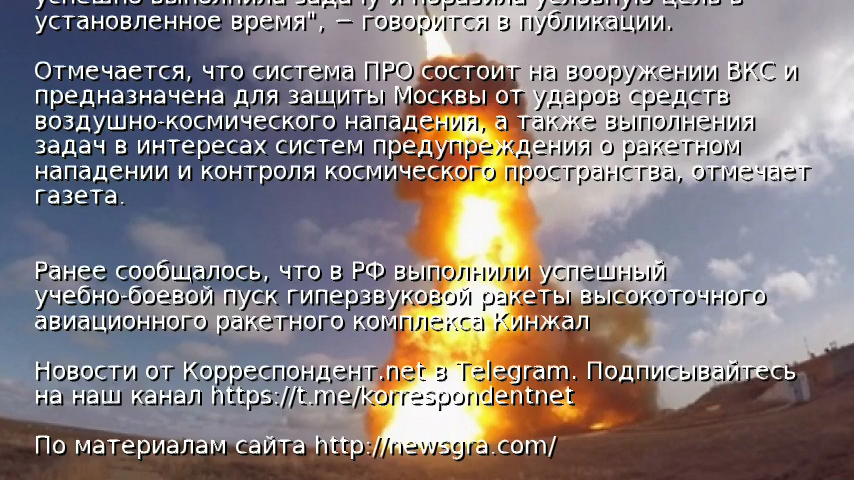 успешно выполнила задачу и поразила условную цель в
установленное время", — говорится в публикации.
Отмечается, что система ПРО состоит на вооружении ВКС и
предназначена для защиты Москвы от ударов средств
воздушно-космического нападения, а также выполнения
задач в интересах систем предупреждения о ракетном
нападении и контроля космического пространства, отмечает
газета.
Ранее сообщалось, что в РФ выполнили успешный
учебно-боевой пуск гиперзвуковой ракеты высокоточного
авиационного ракетного комплекса Кинжал
Новости от Корреспондент.net в Telegram. Подписывайтесь
на наш канал https://t.me/korrespondentnet
По материалам сайта http://newsgra.com/